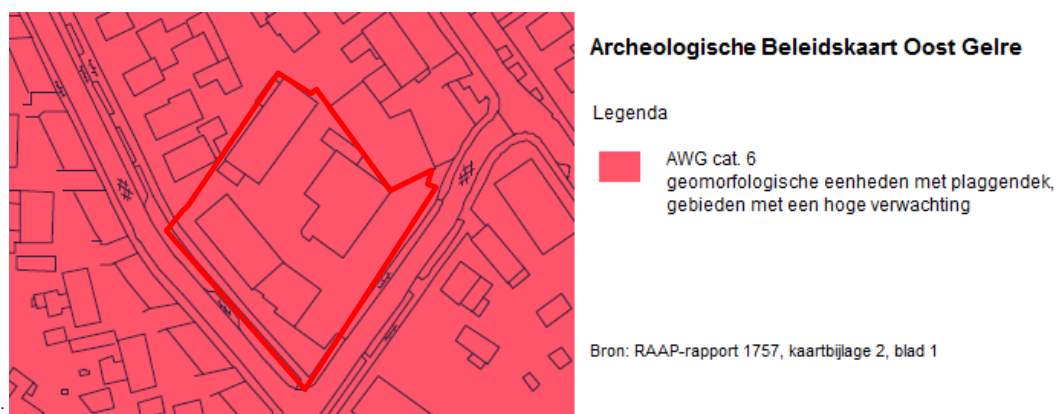 Archeologische Beleidskaart Oost Gelre
Legenda
AWG cat. 6
geomorfologische eenheden met plaggendek,
gebieden met een hoge verwachting
Bron: RAAP-rapport 1757, kaartbijlage 2, blad 1